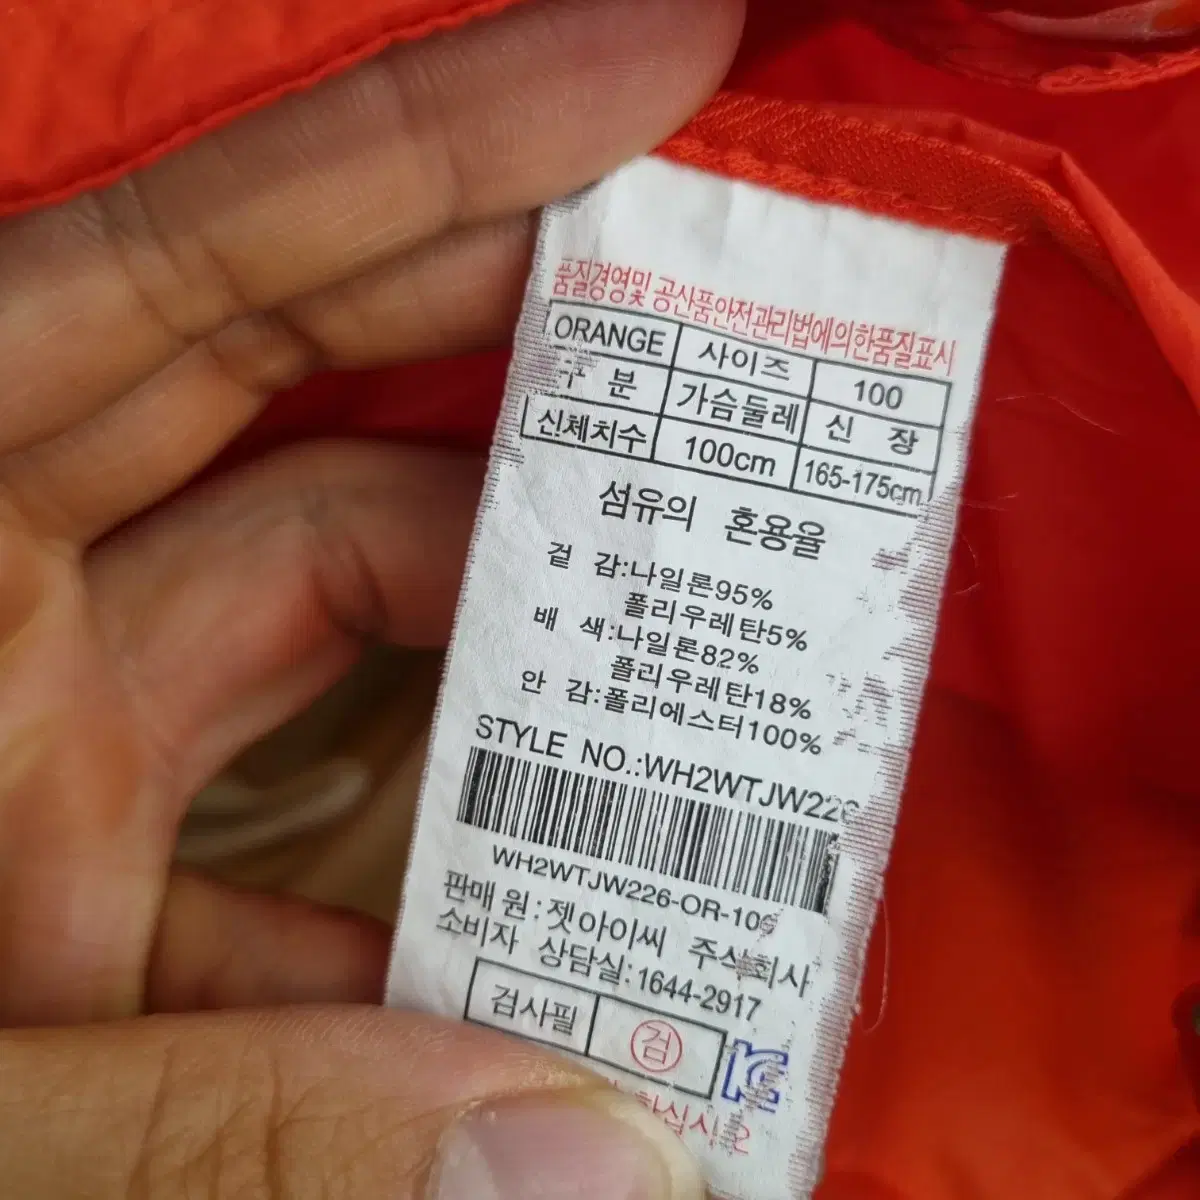 품질경영및 공산품안전관리법에의한품질표시
ORANGE 사이즈 100
구 분 가슴둘레 신 장
신체치수 100cm 165-175cm
섬유의 혼용율
겉 감:나일론95%
폴리우레탄5%
배 색:나일론82%
폴리우레탄18%
안 감:폴리에스터100%
STYLE NO.:WH2WTJW226
WH2WTJW226-OR-100
판매원:젯아이씨 주식회사
소비자 상담실:1644-2917
검사필 검